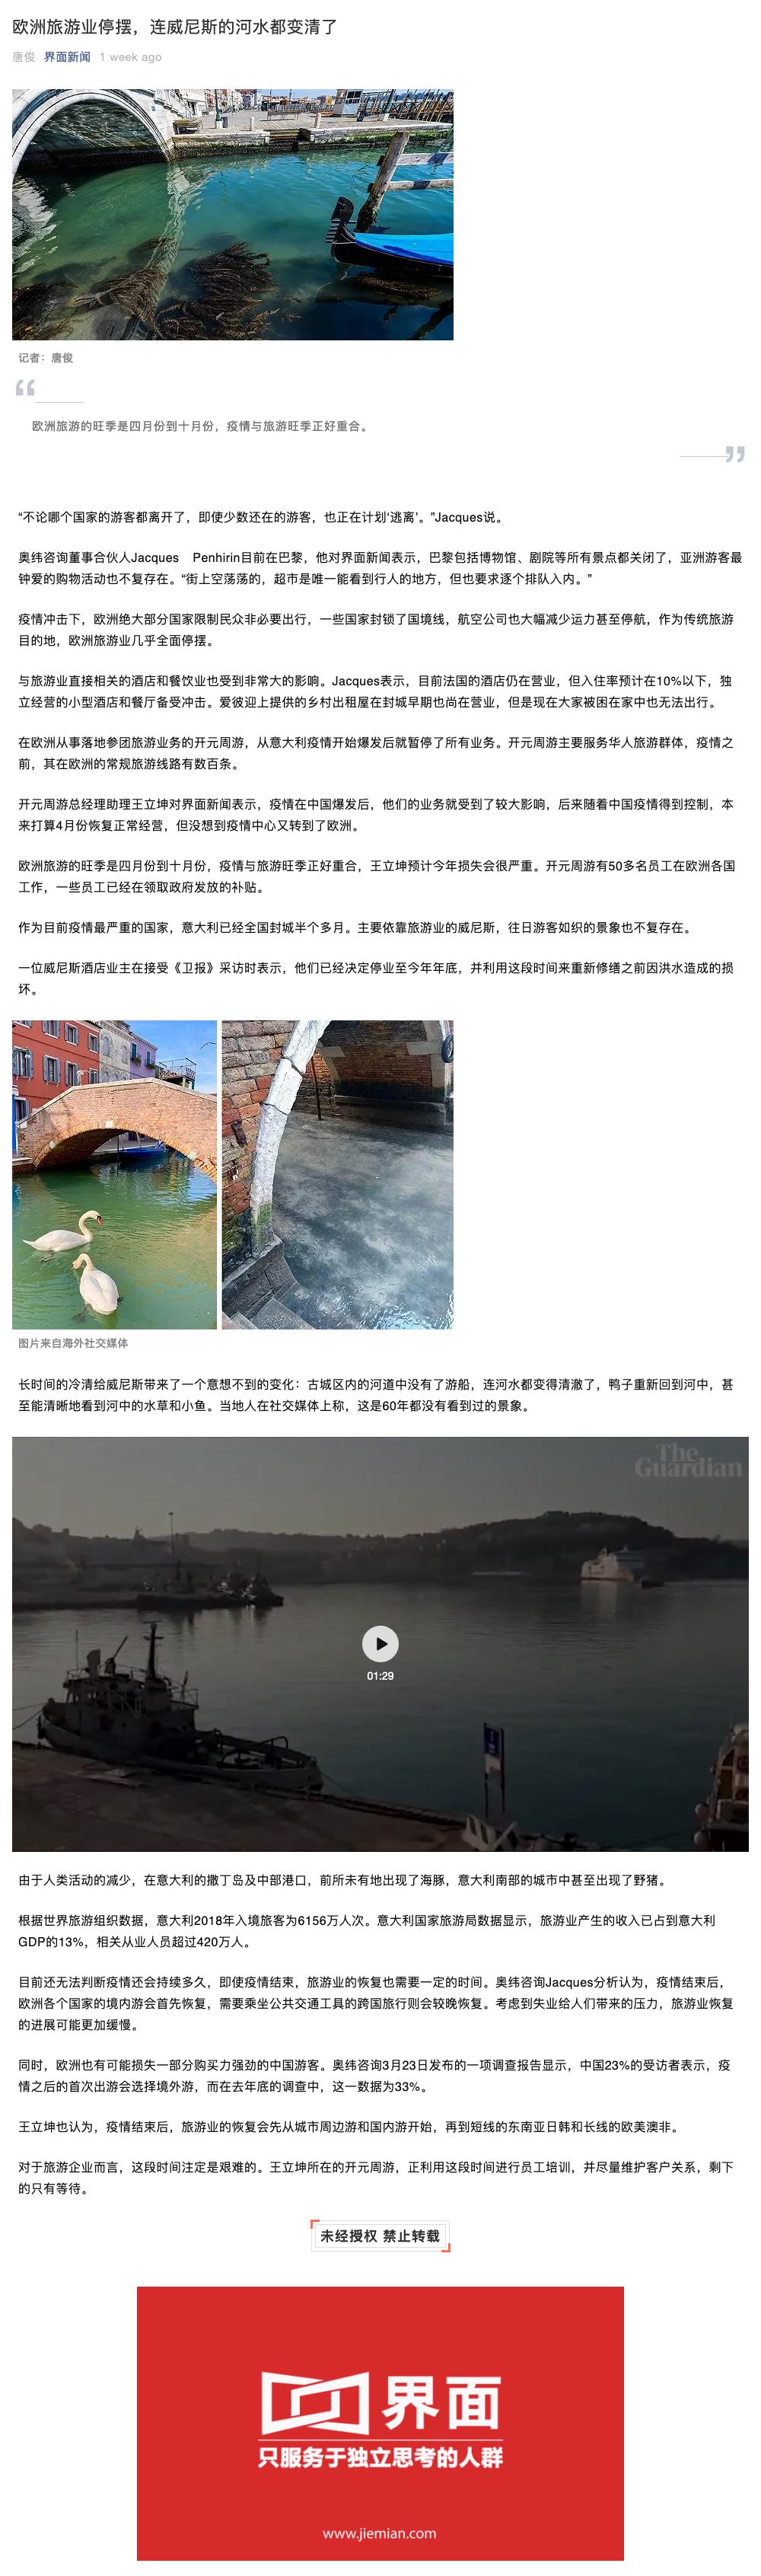 欧洲旅游业停摆，连威尼斯的河水都变清了
唐俊 界面新闻 1 week ago
记者：唐俊
“
欧洲旅游的旺季是四月份到十月份，疫情与旅游旺季正好重合。
”
“不论哪个国家的游客都离开了，即使少数还在的游客，也正在计划‘逃离’。”Jacques说。
奥纬咨询董事合伙人Jacques Penhirin目前在巴黎，他对界面新闻表示，巴黎包括博物馆、剧院等所有景点都关闭了，亚洲游客最
钟爱的购物活动也不复存在。“街上空荡荡的，超市是唯一能看到行人的地方，但也要求逐个排队入内。”
疫情冲击下，欧洲绝大部分国家限制民众非必要出行，一些国家封锁了国境线，航空公司也大幅减少运力甚至停航，作为传统旅游
目的地，欧洲旅游业几乎全面停摆。
与旅游业直接相关的酒店和餐饮业也受到非常大的影响。Jacques表示，目前法国的酒店仍在营业，但入住率预计在10%以下，独
立经营的小型酒店和餐厅备受冲击。爱彼迎上提供的乡村出租屋在封城早期也尚在营业，但是现在大家被困在家中也无法出行。
在欧洲从事落地参团旅游业务的开元周游，从意大利疫情开始爆发后就暂停了所有业务。开元周游主要服务华人旅游群体，疫情之
前，其在欧洲的常规旅游线路有数百条。
开元周游总经理助理王立坤对界面新闻表示，疫情在中国爆发后，他们的业务就受到了较大影响，后来随着中国疫情得到控制，本
来打算4月份恢复正常经营，但没想到疫情中心又转到了欧洲。
欧洲旅游的旺季是四月份到十月份，疫情与旅游旺季正好重合，王立坤预计今年损失会很严重。开元周游有50多名员工在欧洲各国
工作，一些员工已经在领取政府发放的补贴。
作为目前疫情最严重的国家，意大利已经全国封城半个多月。主要依靠旅游业的威尼斯，往日游客如织的景象也不复存在。
一位威尼斯酒店业主在接受《卫报》采访时表示，他们已经决定停业至今年年底，并利用这段时间来重新修缮之前因洪水造成的损
坏。
图片来自海外社交媒体
长时间的冷清给威尼斯带来了一个意想不到的变化：古城区内的河道中没有了游船，连河水都变得清澈了，鸭子重新回到河中，甚
至能清晰地看到河中的水草和小鱼。当地人在社交媒体上称，这是60年都没有看到过的景象。
The
Guardian
01:29
由于人类活动的减少，在意大利的撒丁岛及中部港口，前所未有地出现了海豚，意大利南部的城市中甚至出现了野猪。
根据世界旅游组织数据，意大利2018年入境旅客为6156万人次。意大利国家旅游局数据显示，旅游业产生的收入已占到意大利
GDP的13%，相关从业人员超过420万人。
目前还无法判断疫情还会持续多久，即使疫情结束，旅游业的恢复也需要一定的时间。奥纬咨询Jacques分析认为，疫情结束后，
欧洲各个国家的境内游会首先恢复，需要乘坐公共交通工具的跨国旅行则会较晚恢复。考虑到失业给人们带来的压力，旅游业恢复
的进展可能更加缓慢。
同时，欧洲也有可能损失一部分购买力强劲的中国游客。奥纬咨询3月23日发布的一项调查报告显示，中国23%的受访者表示，疫
情之后的首次出游会选择境外游，而在去年底的调查中，这一数据为33%。
王立坤也认为，疫情结束后，旅游业的恢复会先从城市周边游和国内游开始，再到短线的东南亚日韩和长线的欧美澳非。
对于旅游企业而言，这段时间注定是艰难的。王立坤所在的开元周游，正利用这段时间进行员工培训，并尽量维护客户关系，剩下
的只有等待。
未经授权 禁止转载
界面
只服务于独立思考的人群
www.jiemian.com